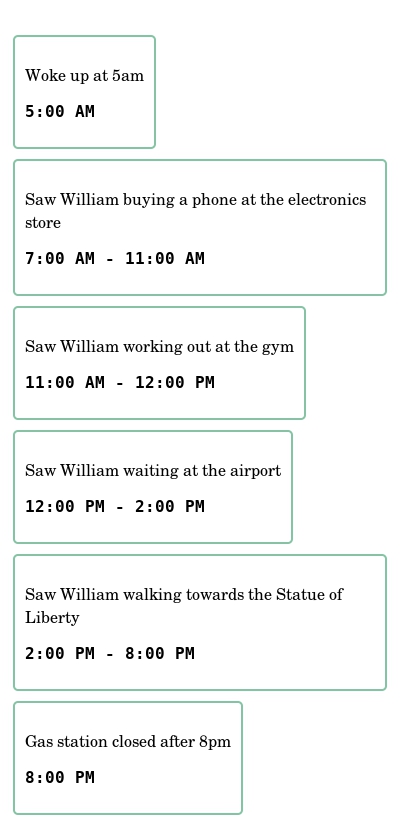 Woke up at 5am
5:00 AM
Saw William buying a phone at the electronics
store
7:00 AM - 11:00 AM
Saw William working out at the gym
11:00 AM - 12:00 PM
Saw William waiting at the airport
12:00 PM - 2:00 PM
Saw William walking towards the Statue of
Liberty
2:00 PM - 8:00 PM
Gas station closed after 8pm
8:00 PM